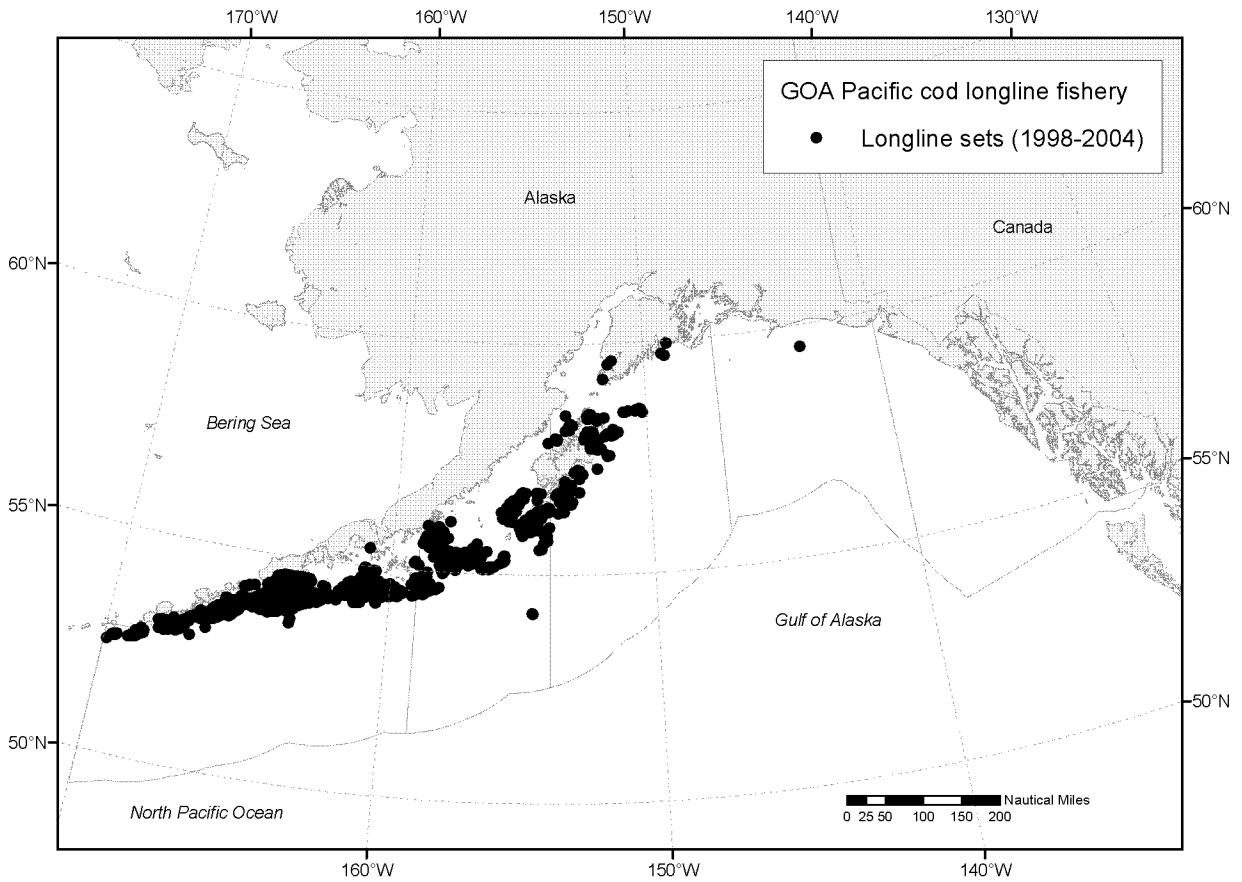 170°W 160°W 150°W 140°W 130°W
GOA Pacific cod longline fishery
Longline sets (1998-2004)
Alaska
60°N
Canada
60°N
Bering Sea
55°N
55°N
Gulf of Alaska
50°N
50°N
Nautical Miles
North Pacific Ocean
0 25 50 100 150 200
160°W 150°W 140°W